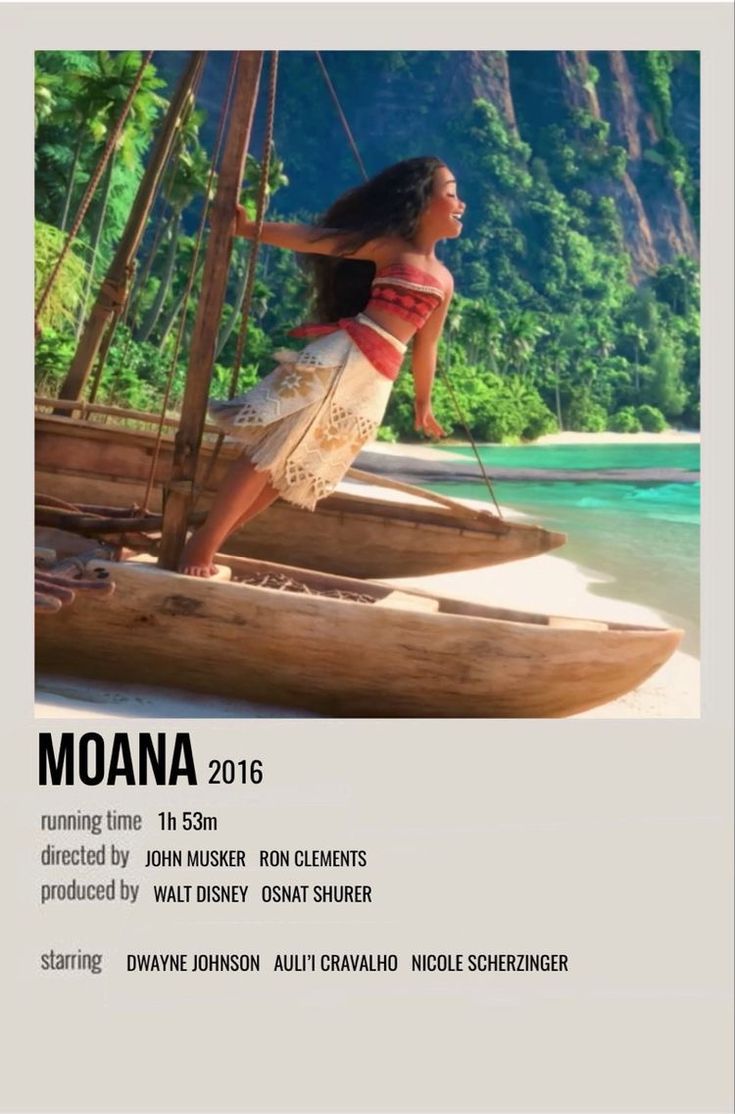 MOANA 2016
running time 1h 53m
directed by JOHN MUSKER RON CLEMENTS
produced by WALT DISNEY OSNAT SHURER
starring DWAYNE JOHNSON AULI'I CRAVALHO NICOLE SCHERZINGER